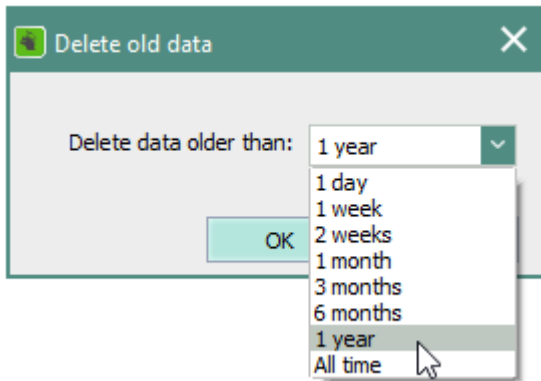 Delete old data
Delete data older than: 1 year
1 day
1 week
2 weeks
1 month
3 months
6 months
1 year
All time
OK